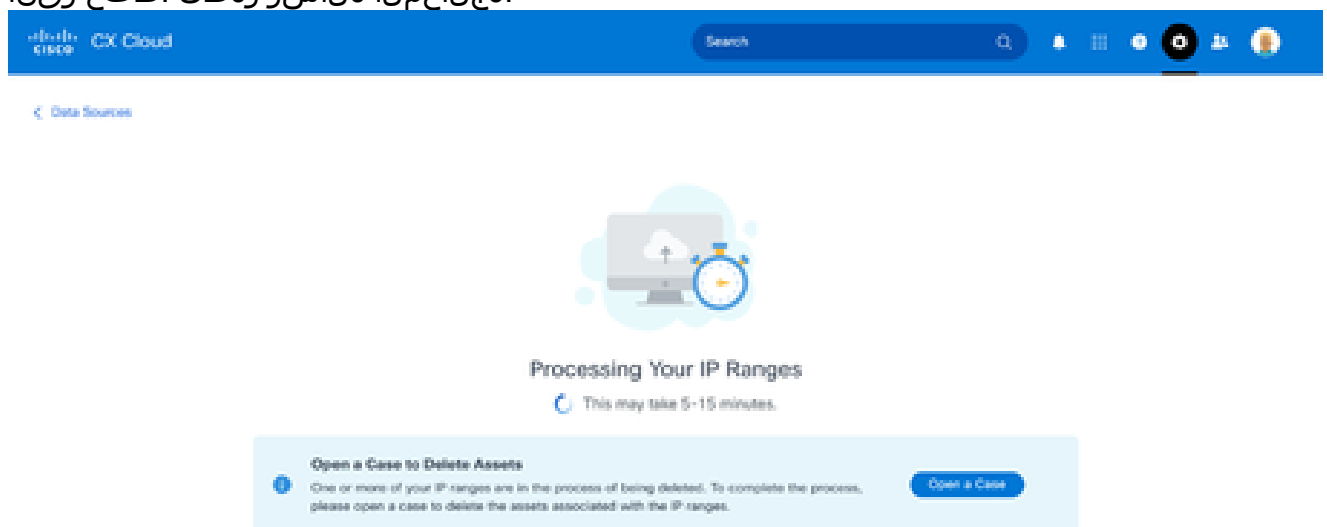 CISCO CX Cloud
Search
Data Sources
Processing Your IP Ranges
This may take 5-15 minutes.
Open a Case to Delete Assets
One or more of your IP ranges are in the process of being deleted. To complete the process,
please open a case to delete the assets associated with the IP ranges.
Open a Case